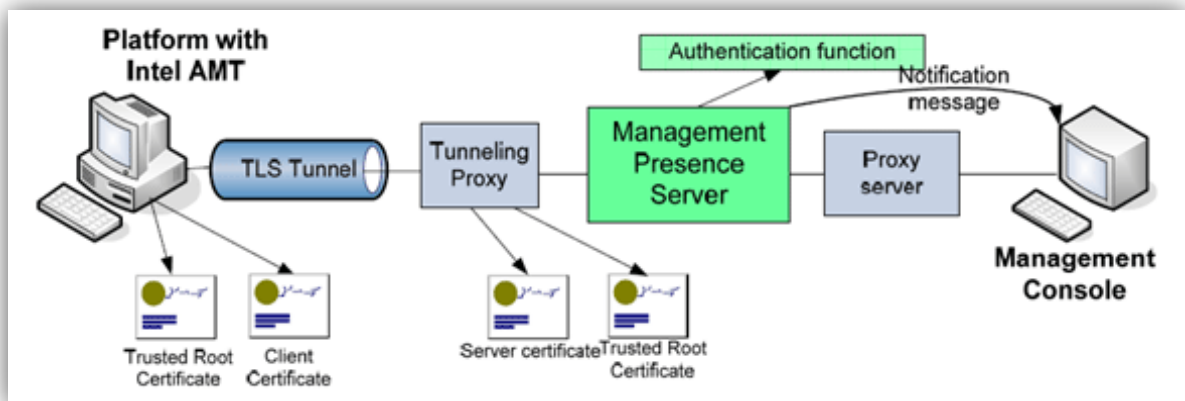 Platform with
Intel AMT
Authentication function
Notification
message
TLS Tunnel
Tunneling
Proxy
Management
Presence
Server
Proxy
server
Management
Console
Trusted Root
Certificate
Client
Certificate
Server certificate
Trusted Root
Certificate